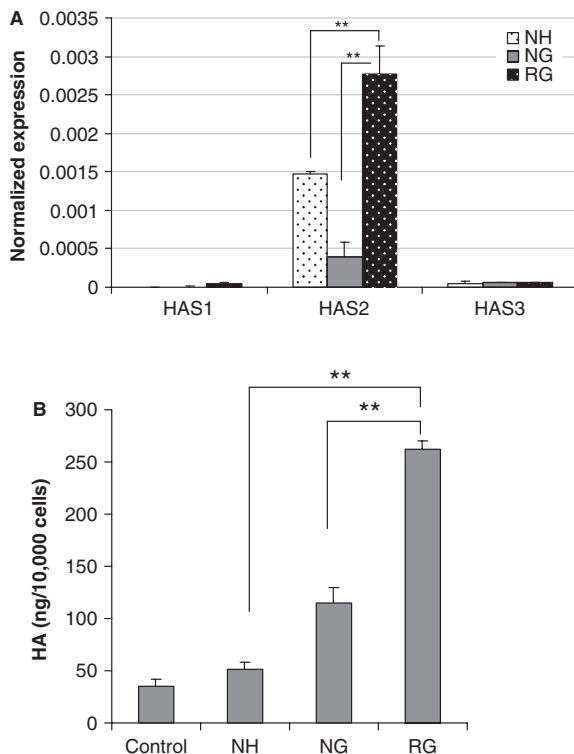 A
Normalized expression
0.0035
0.003
0.0025
0.002
0.0015
0.001
0.0005
0
**
**
NH
NG
RG
HAS1 HAS2 HAS3
B
HA (ng/10,000 cells)
300
250
200
150
100
50
0
**
**
Control NH NG RG